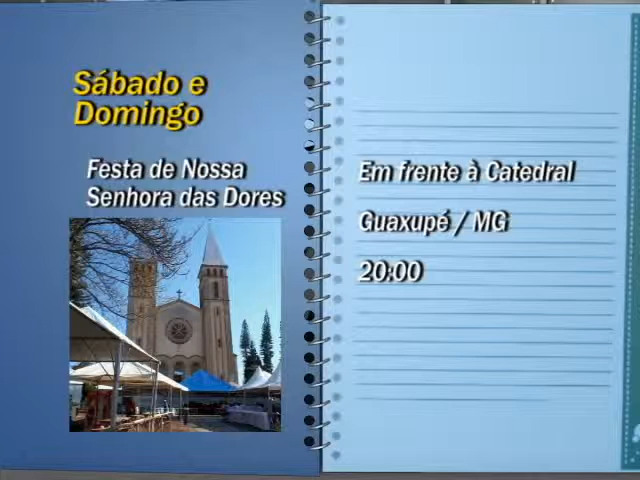 Sábado e
Domingo
Festa de Nossa
Senhora das Dores
Em frente à Catedral
Guaxupé / MG
20:00